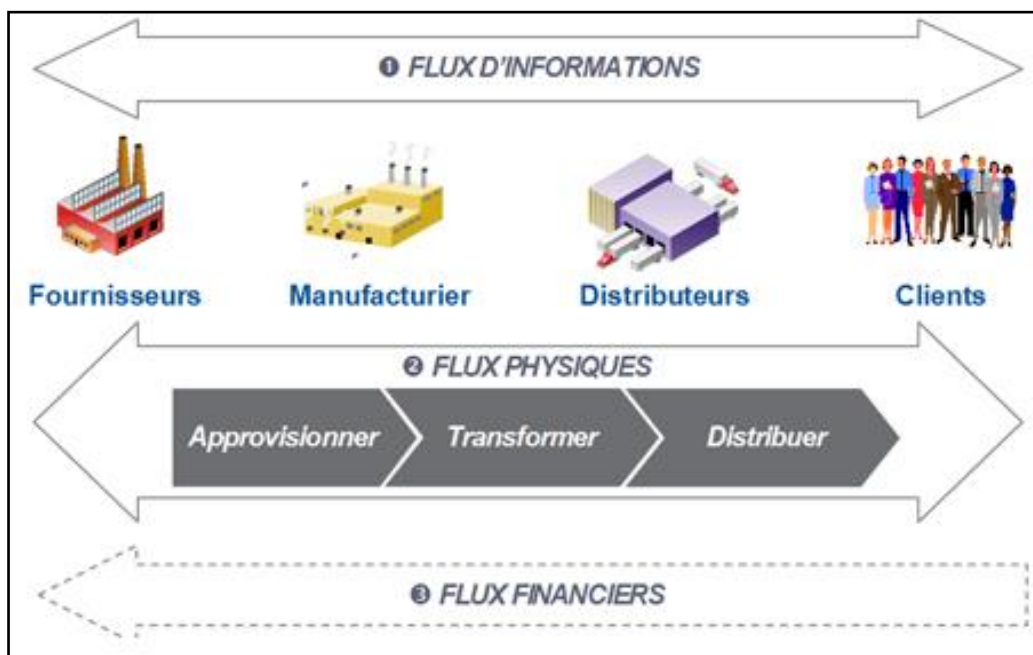 ❶ FLUX D'INFORMATIONS
Fournisseurs Manufacturier Distributeurs Clients
❷ FLUX PHYSIQUES
Approvisionner Transformer Distribuer
❸ FLUX FINANCIERS